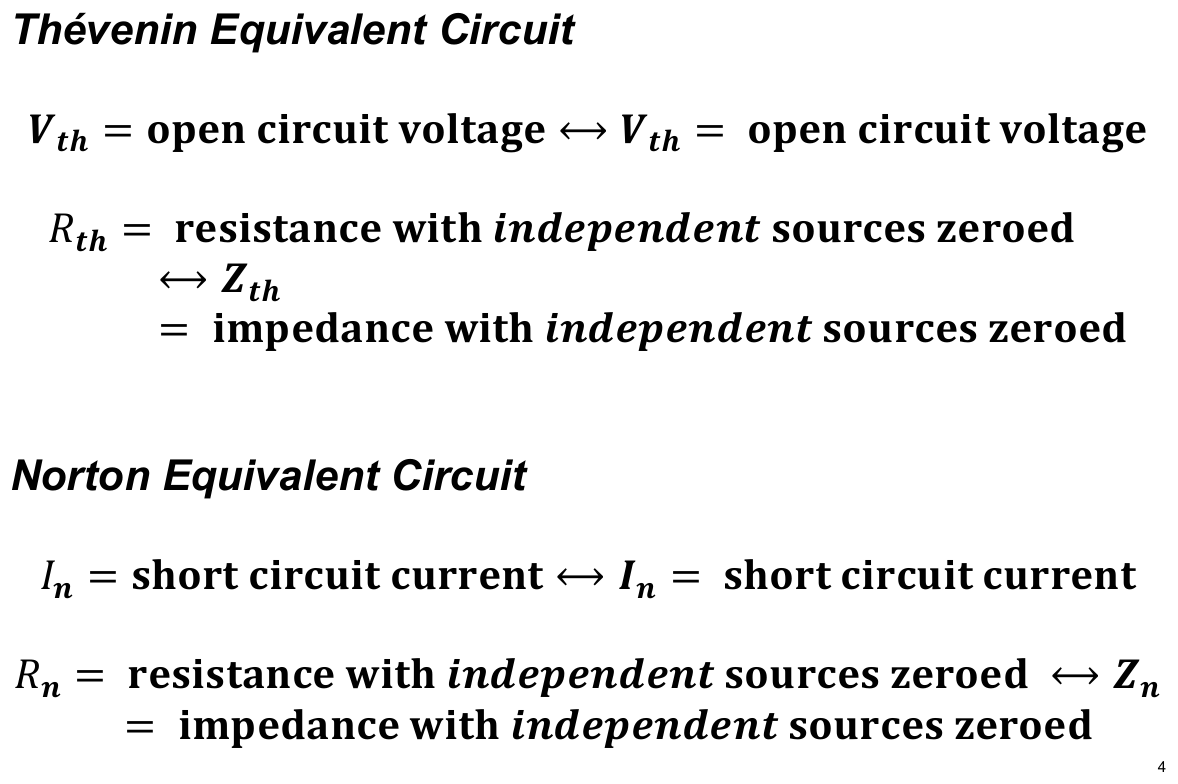 Thévenin Equivalent Circuit
V_th = open circuit voltage ↔ V_th = open circuit voltage
R_th = resistance with independent sources zeroed
↔ Z_th
= impedance with independent sources zeroed
Norton Equivalent Circuit
I_n = short circuit current ↔ I_n = short circuit current
R_n = resistance with independent sources zeroed ↔ Z_n
= impedance with independent sources zeroed
4